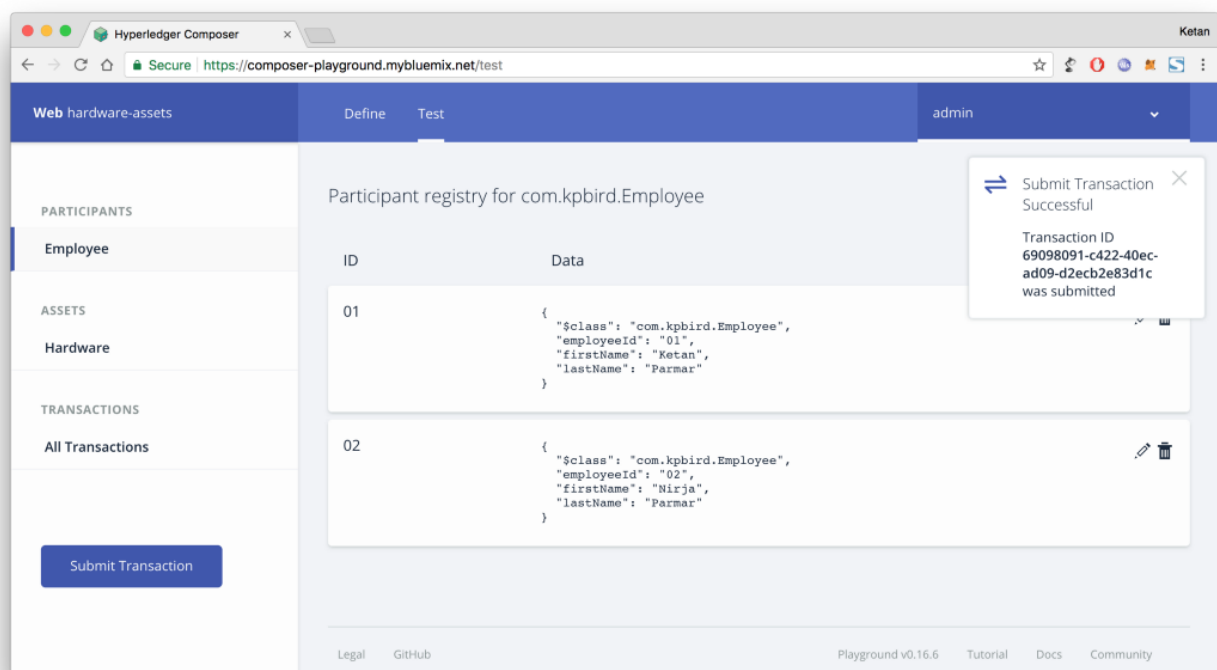 Hyperledger Composer
Ketan
Secure https://composer-playground.mybluemix.net/test
Web hardware-assets
Define Test
admin
Submit Transaction
Successful
Transaction ID
69098091-c422-40ec-
ad09-d2ecb2e83d1c
was submitted
PARTICIPANTS
Employee
ASSETS
Hardware
TRANSACTIONS
All Transactions
Submit Transaction
Participant registry for com.kpbird.Employee
ID Data
01
{
"$class": "com.kpbird.Employee",
"employeeId": "01",
"firstName": "Ketan",
"lastName": "Parmar"
}
02
{
"$class": "com.kpbird.Employee",
"employeeId": "02",
"firstName": "Nirja",
"lastName": "Parmar"
}
Legal GitHub Playground v0.16.6 Tutorial Docs Community